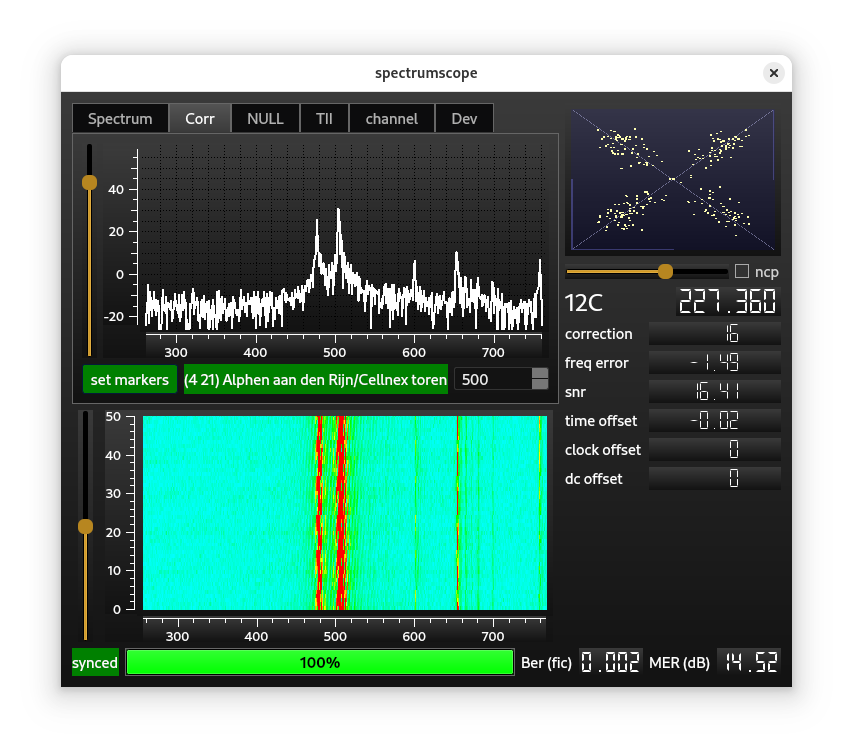 spectrumscope
Spectrum Corr NULL TII channel Dev
40
20
0
-20
300 400 500 600 700
set markers (4 21) Alphen aan den Rijn/Cellnex toren 500
ncp
12C 227.360
correction 16
freq error -1.49
snr 16.41
time offset -0.02
clock offset 0
dc offset 0
50
40
30
20
10
0
300 400 500 600 700
synced 100% Ber (fic) 0.002 MER (dB) 14.52